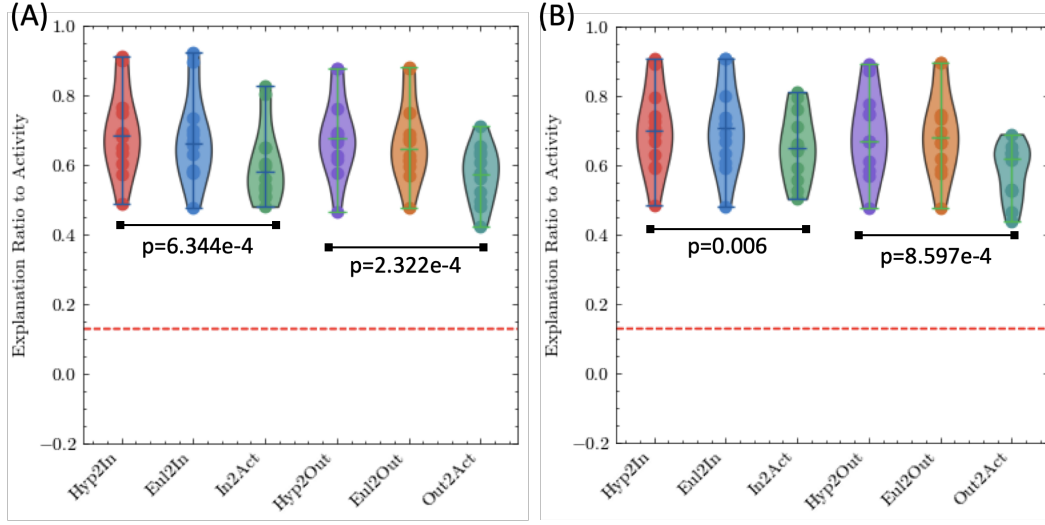 (A)
Explanation Ratio to Activity
1.0
0.8
0.6
0.4
0.2
0.0
−0.2
p=6.344e-4
p=2.322e-4
Hyp2In
Eul2In
In2Act
Hyp2Out
Eul2Out
Out2Act
(B)
Explanation Ratio to Activity
1.0
0.8
0.6
0.4
0.2
0.0
−0.2
p=0.006
p=8.597e-4
Hyp2In
Eul2In
In2Act
Hyp2Out
Eul2Out
Out2Act